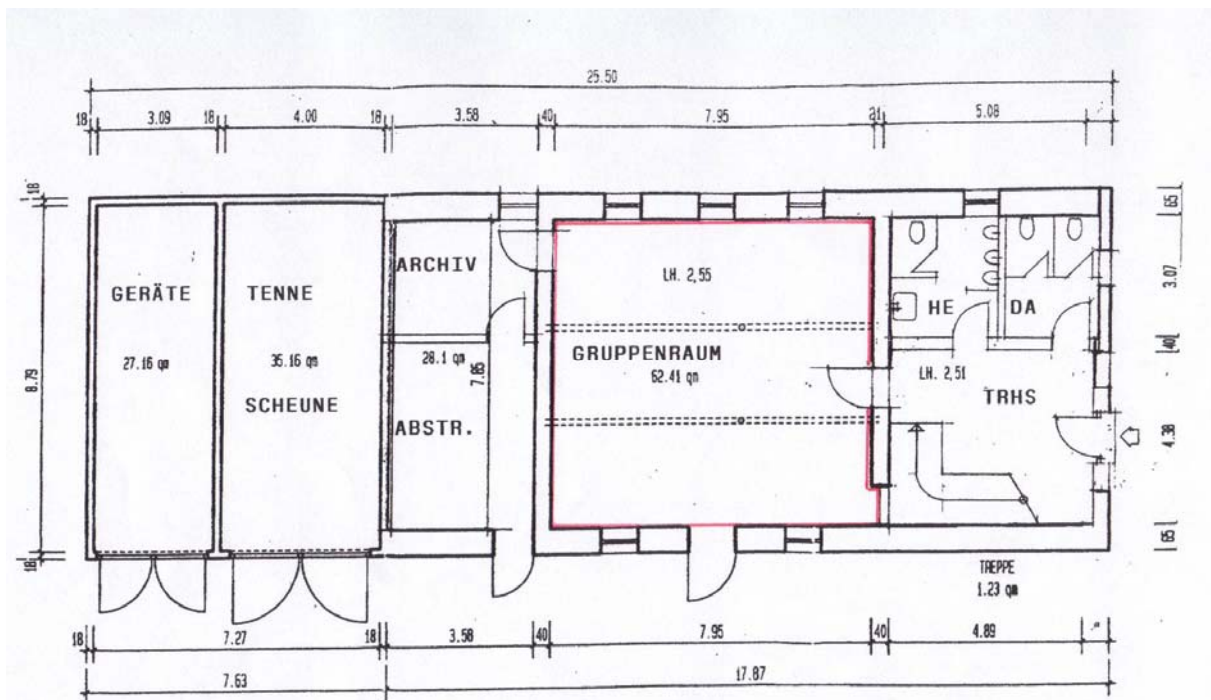 25.50
18 3.09 18 4.00 18 3.58 40 7.95 21 5.08
18
8.79
18
GERÄTE
27.16 qm
TENNE
35.16 qm
SCHEUNE
ARCHIV
28.1 qm
7.85
ABSTR.
LH. 2,55
GRUPPENRAUM
62.41 qm
HE DA
LH. 2,51
TRHS
65
3.07
40
4.38
65
TREPPE
1.23 qm
18 7.27 18 3.58 40 7.95 40 4.89
7.63 17.87